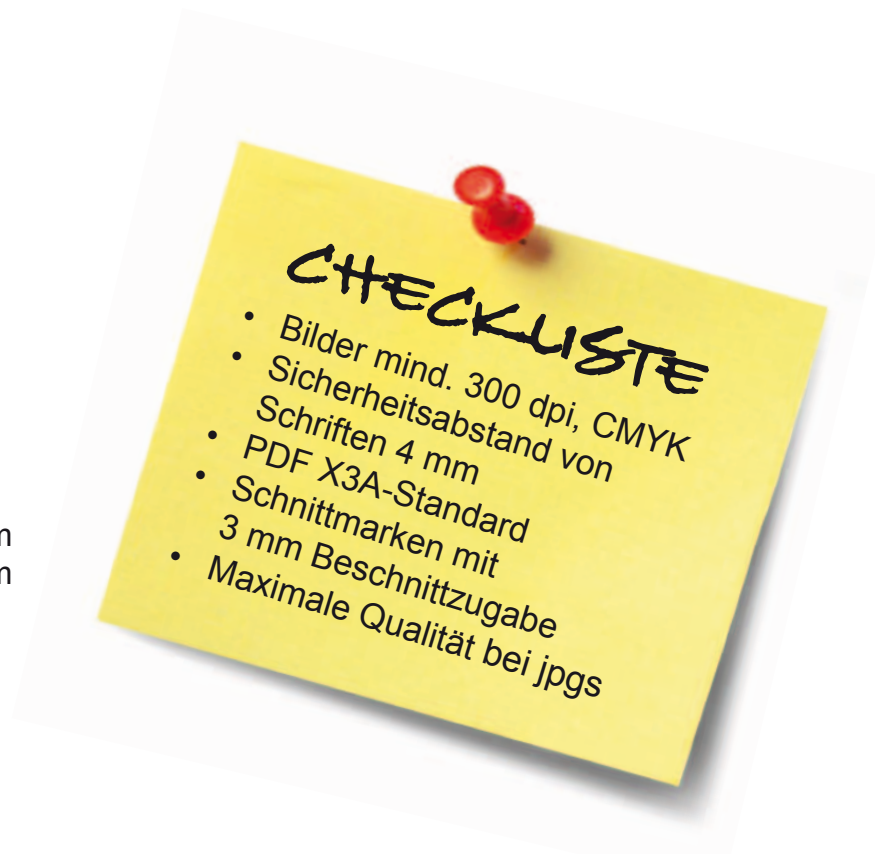 CHECKLISTE
• Bilder mind. 300 dpi, CMYK
• Sicherheitsabstand von
Schriften 4 mm
• PDF X3A-Standard
• Schnittmarken mit
3 mm Beschnittzugabe
• Maximale Qualität bei jpgs